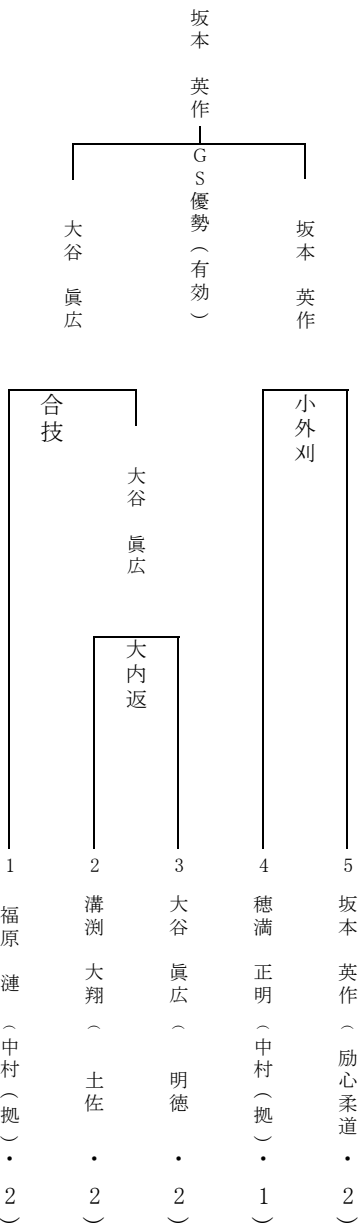 坂本 英作
GS優勢（有効）
坂本 英作
大谷 眞広
小外刈
合技
大谷 眞広
大内返
5 坂本 英作（ 励心柔道 ・ 2）
4 穂満 正明（中村（拠）・ 1）
3 大谷 眞広（ 明徳 ・ 2）
2 溝渕 大翔（ 土佐 ・ 2）
1 福原 漣（中村（拠）・ 2）